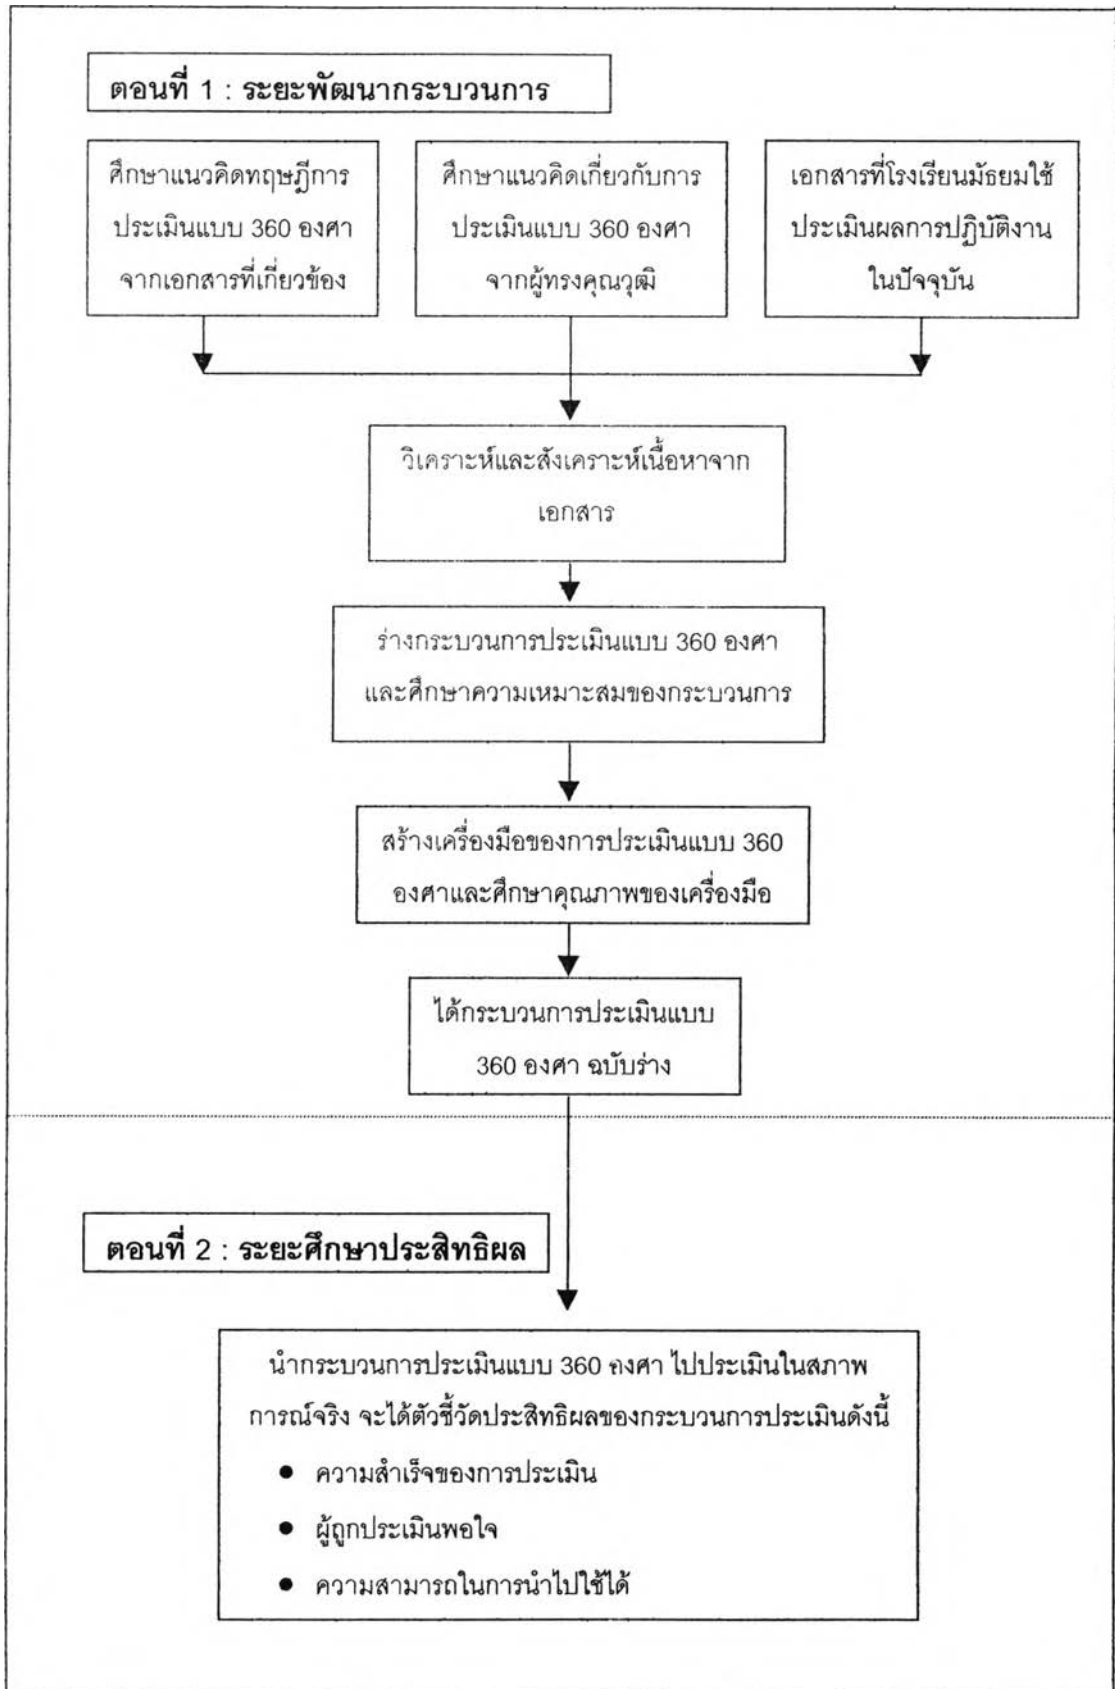 ตอนที่ 1 : ระยะพัฒนากระบวนการ
ศึกษาแนวคิดทฤษฎีการ
ประเมินแบบ 360 องศา
จากเอกสารที่เกี่ยวข้อง
ศึกษาแนวคิดเกี่ยวกับการ
ประเมินแบบ 360 องศา
จากผู้ทรงคุณวุฒิ
เอกสารที่โรงเรียนมัธยมใช้
ประเมินผลการปฏิบัติงาน
ในปัจจุบัน
วิเคราะห์และสังเคราะห์เนื้อหาจาก
เอกสาร
ร่างกระบวนการประเมินแบบ 360 องศา
และศึกษาความเหมาะสมของกระบวนการ
สร้างเครื่องมือของการประเมินแบบ 360
องศาและศึกษาคุณภาพของเครื่องมือ
ได้กระบวนการประเมินแบบ
360 องศา ฉบับร่าง
ตอนที่ 2 : ระยะศึกษาประสิทธิผล
นำกระบวนการประเมินแบบ 360 องศา ไปประเมินในสภาพ
การณ์จริง จะได้ตัวชี้วัดประสิทธิผลของกระบวนการประเมินดังนี้
● ความสำเร็จของการประเมิน
● ผู้ถูกประเมินพอใจ
● ความสามารถในการนำไปใช้ได้